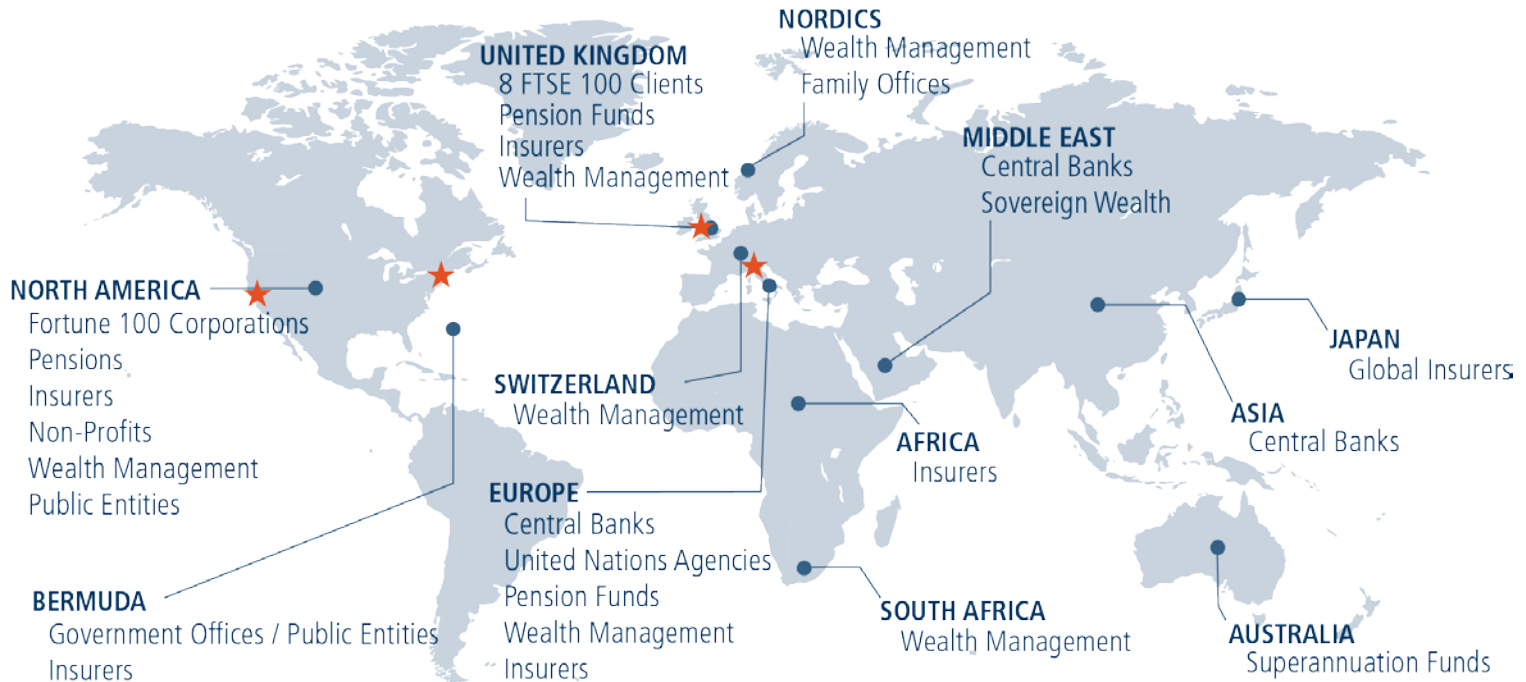 NORDICS
Wealth Management
Family Offices
UNITED KINGDOM
8 FTSE 100 Clients
Pension Funds
Insurers
Wealth Management
MIDDLE EAST
Central Banks
Sovereign Wealth
NORTH AMERICA
Fortune 100 Corporations
Pensions
Insurers
Non-Profits
Wealth Management
Public Entities
JAPAN
Global Insurers
SWITZERLAND
Wealth Management
ASIA
Central Banks
AFRICA
Insurers
EUROPE
Central Banks
United Nations Agencies
Pension Funds
Wealth Management
Insurers
BERMUDA
Government Offices / Public Entities
Insurers
SOUTH AFRICA
Wealth Management
AUSTRALIA
Superannuation Funds